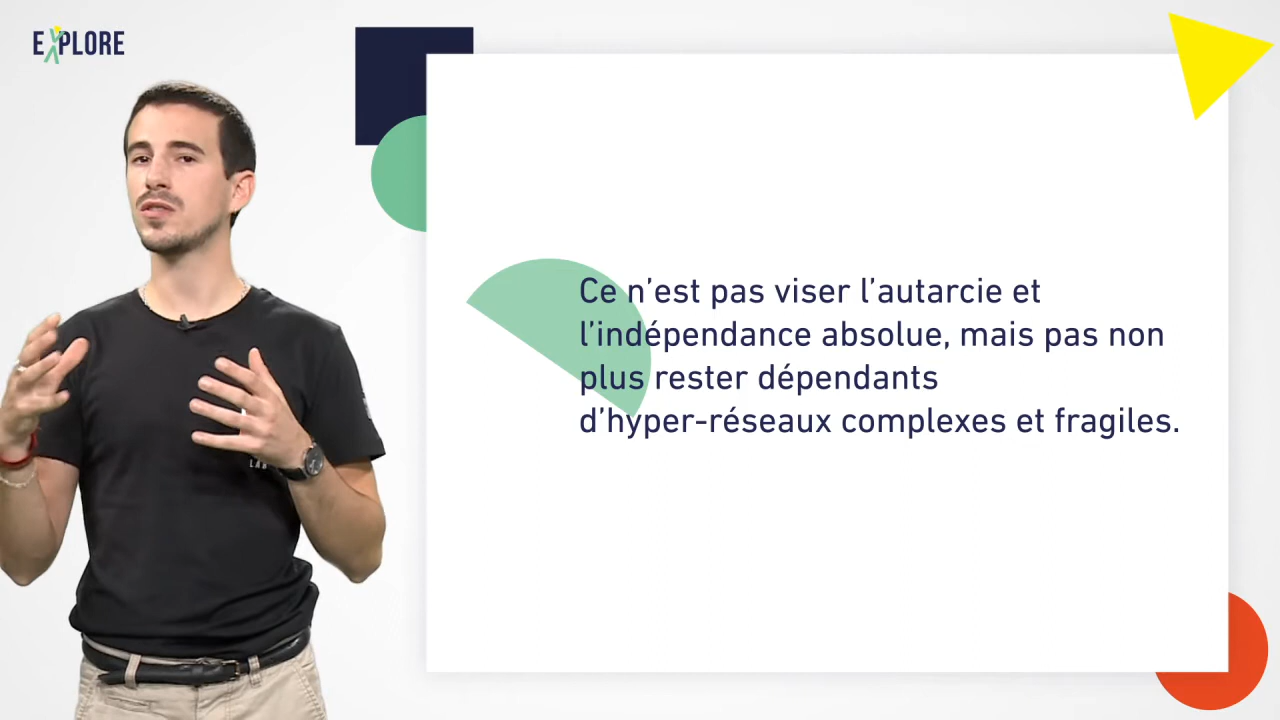 EXPLORE
Ce n'est pas viser l'autarcie et
l'indépendance absolue, mais pas non
plus rester dépendants
d'hyper-réseaux complexes et fragiles.
LAB